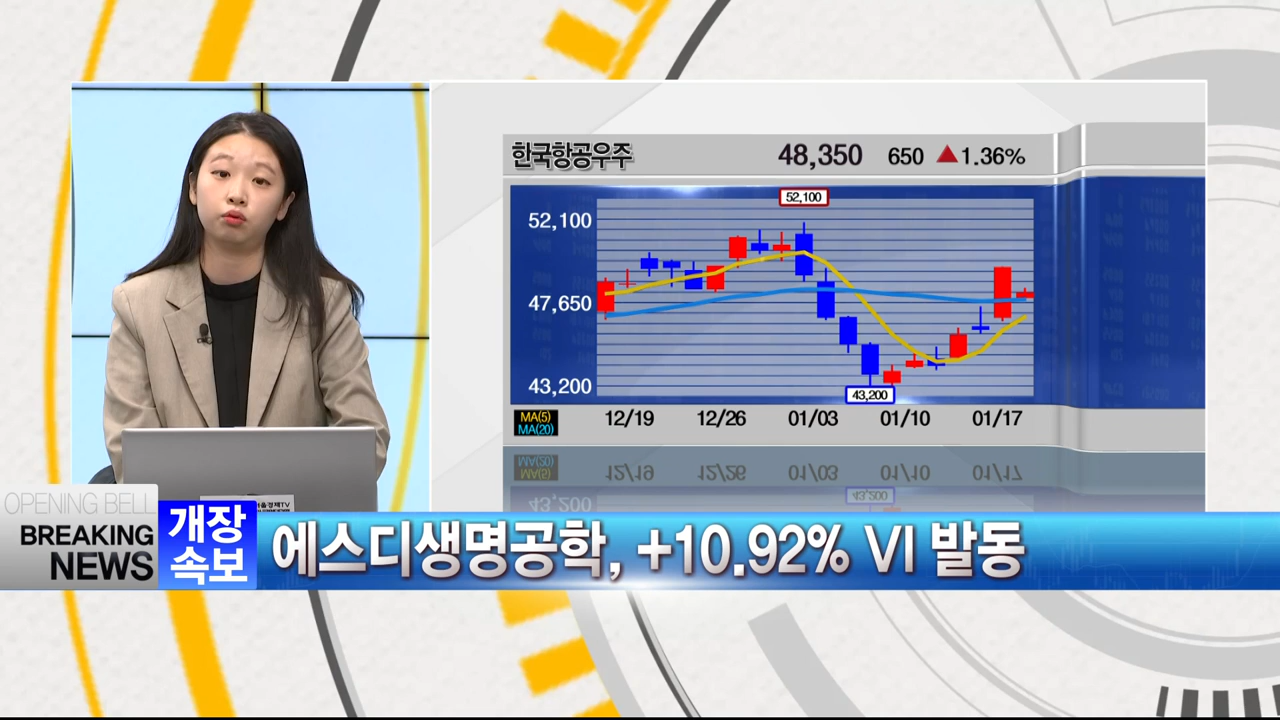 한국항공우주 48,350 650 ▲1.36%
52,100
52,100
47,650
43,200
43,200
MA(5)
MA(20)
12/19 12/26 01/03 01/10 01/17
OPENING BELL
BREAKING
NEWS
개장
속보
에스디생명공학, +10.92% VI 발동